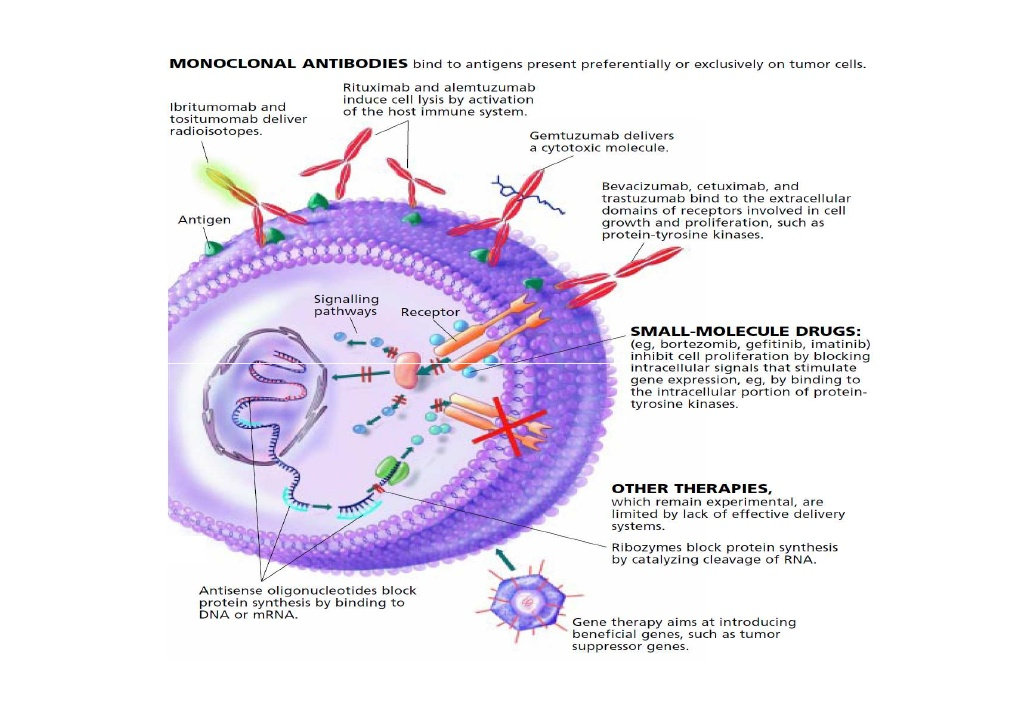 MONOCLONAL ANTIBODIES bind to antigens present preferentially or exclusively on tumor cells.
Rituximab and alemtuzumab
induce cell lysis by activation
of the host immune system.
Ibritumomab and
tositumomab deliver
radioisotopes.
Gemtuzumab delivers
a cytotoxic molecule.
Bevacizumab, cetuximab, and
trastuzumab bind to the extracellular
domains of receptors involved in cell
growth and proliferation, such as
protein-tyrosine kinases.
Antigen
Signalling
pathways
Receptor
SMALL-MOLECULE DRUGS:
(eg, bortezomib, gefitinib, imatinib)
inhibit cell proliferation by blocking
intracellular signals that stimulate
gene expression, eg, by binding to
the intracellular portion of protein-
tyrosine kinases.
OTHER THERAPIES,
which remain experimental, are
limited by lack of effective delivery
systems.
Ribozymes block protein synthesis
by catalyzing cleavage of RNA.
Antisense oligonucleotides block
protein synthesis by binding to
DNA or mRNA.
Gene therapy aims at introducing
beneficial genes, such as tumor
suppressor genes.